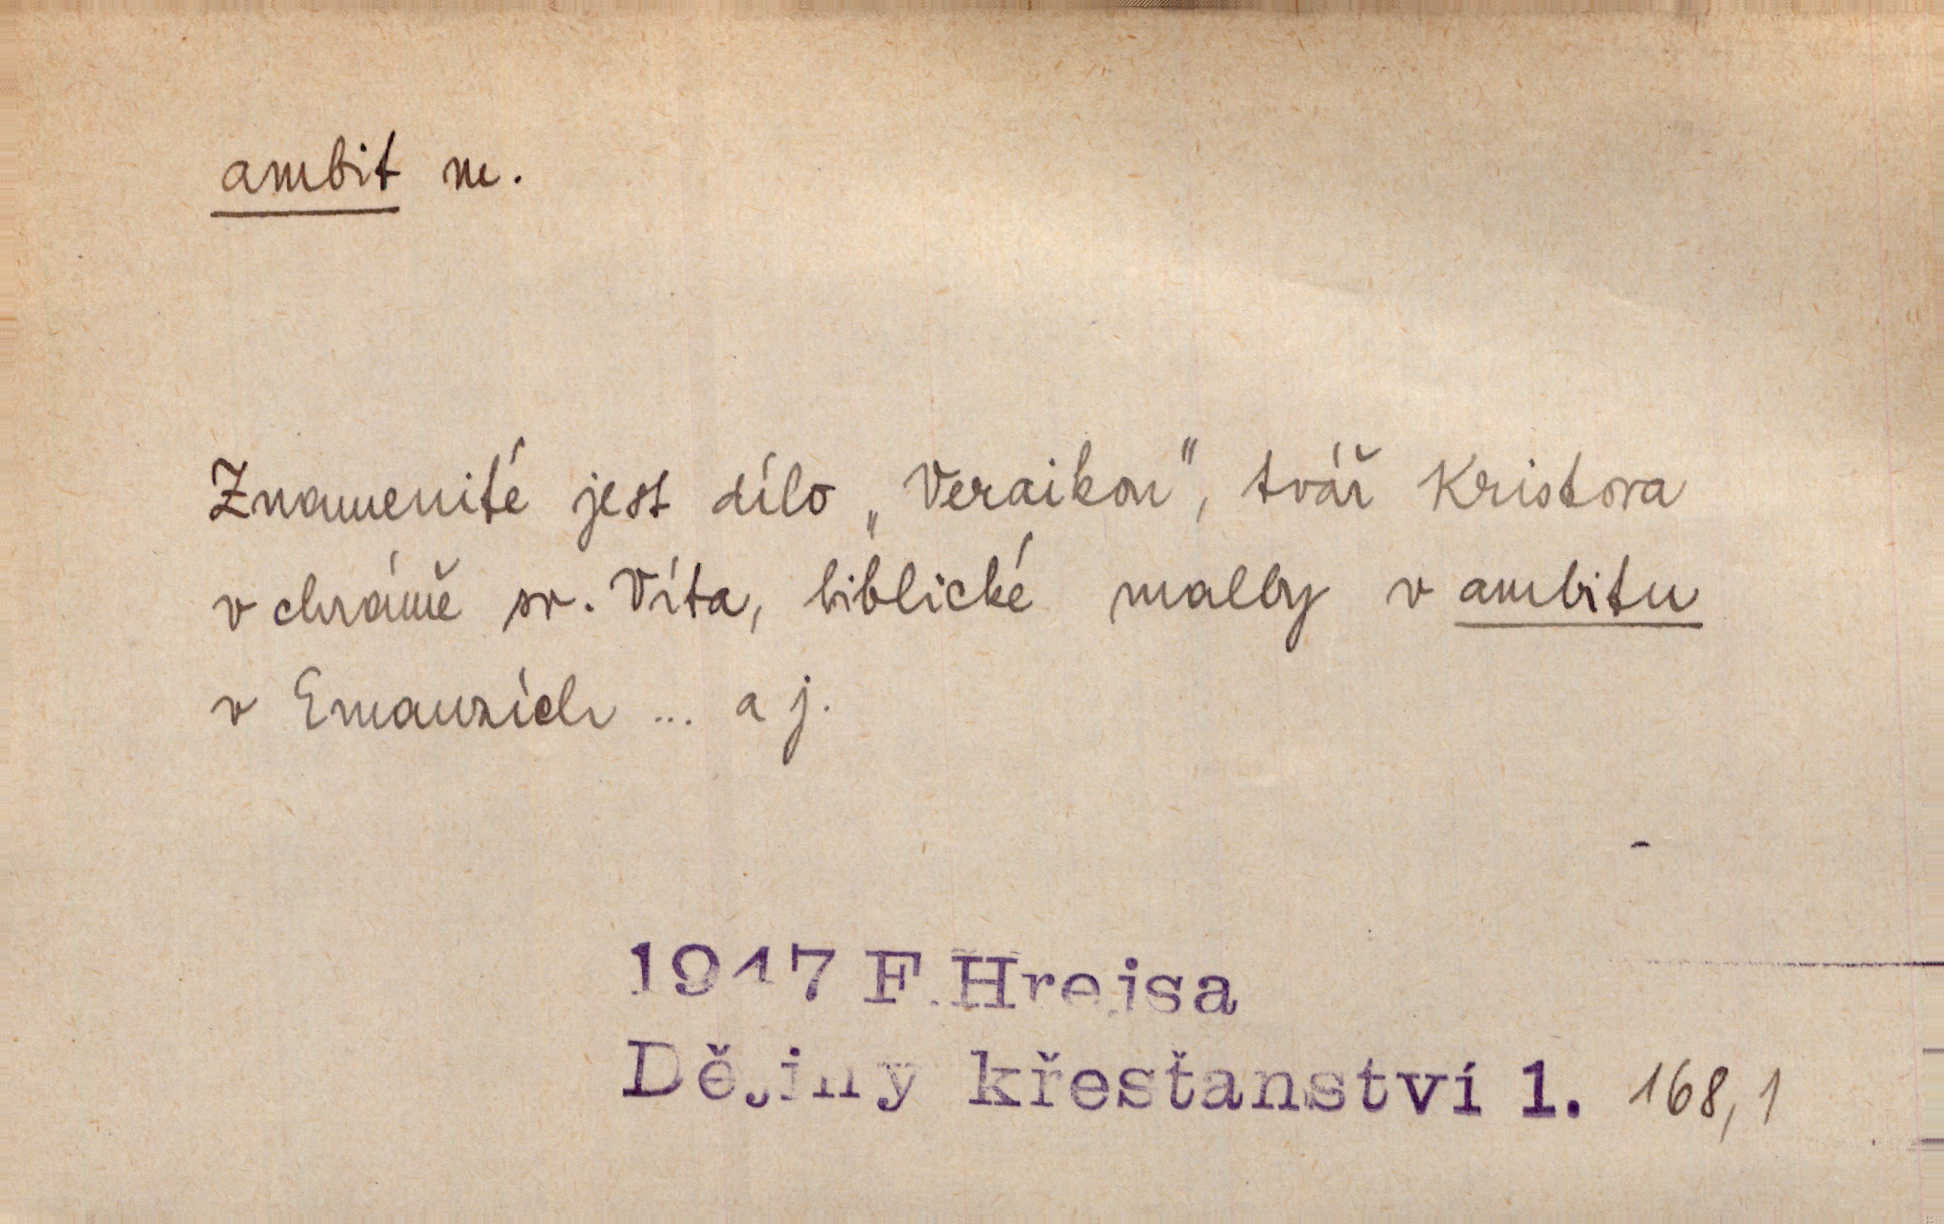 ambit m.
Znamenité jest dílo „Veraikon", tvář Kristova
v chrámě sv. Víta, biblické malby v ambitu
v Emauzích ... a j.
1947 F.Hrejsa
Dějiny křesťanství 1. 168,1